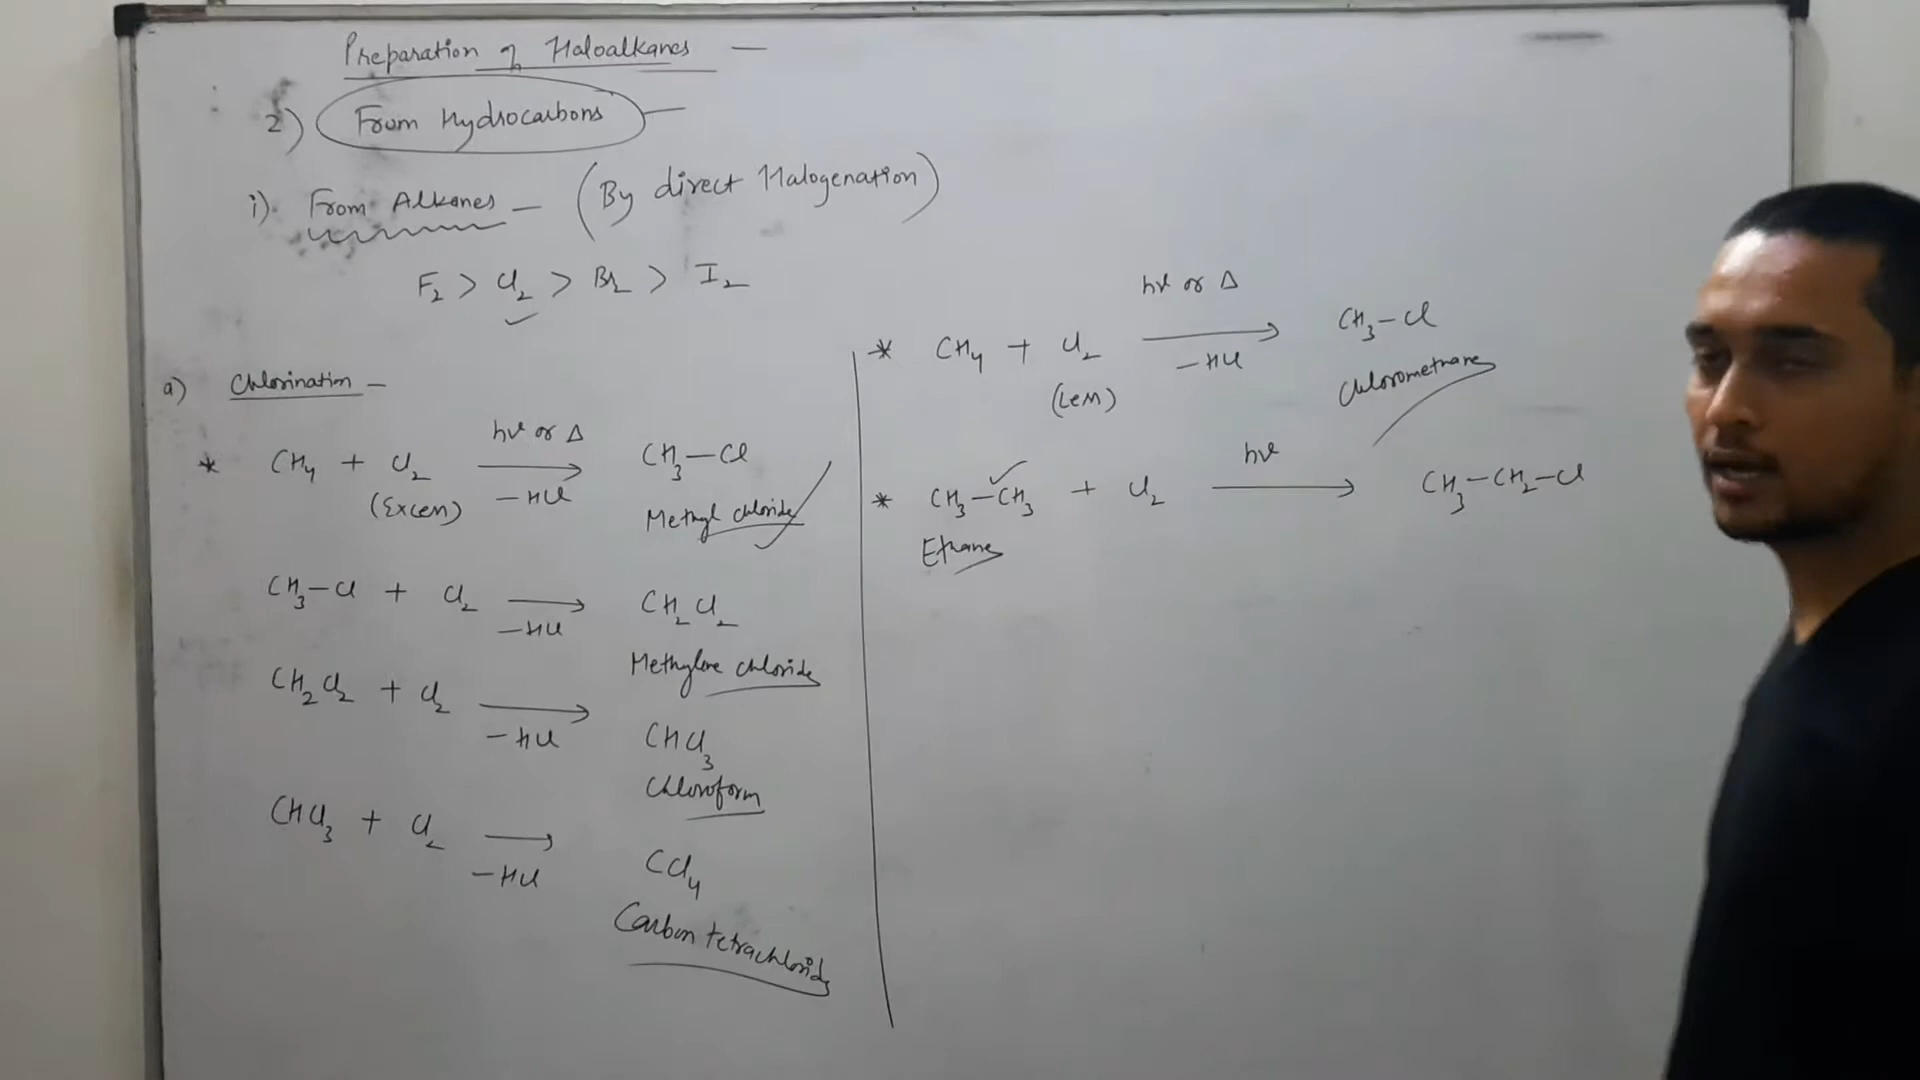 Preparation of Haloalkanes —
2) From Hydrocarbons —
i) From Alkanes — (By direct Halogenation)
F₂ > Cl₂ > Br₂ > I₂
a) Chlorination —
* CH₄ + Cl₂ (Excess) hν or Δ → -HCl CH₃-Cl
Methyl chloride
CH₃-Cl + Cl₂ → -HCl CH₂Cl₂
Methylene chloride
CH₂Cl₂ + Cl₂ → -HCl CHCl₃
Chloroform
CHCl₃ + Cl₂ → -HCl CCl₄
Carbon tetrachloride
* CH₄ + Cl₂ (Less) hν or Δ → -HCl CH₃-Cl
Chloromethane
* CH₃-CH₃ + Cl₂ hν → CH₃-CH₂-Cl
Ethane